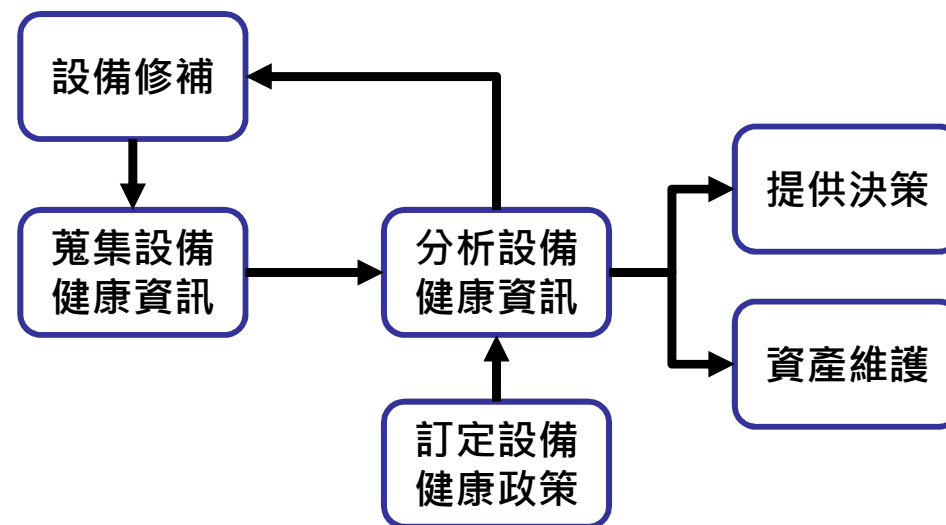 設備修補
蒐集設備
健康資訊
分析設備
健康資訊
訂定設備
健康政策
提供決策
資產維護